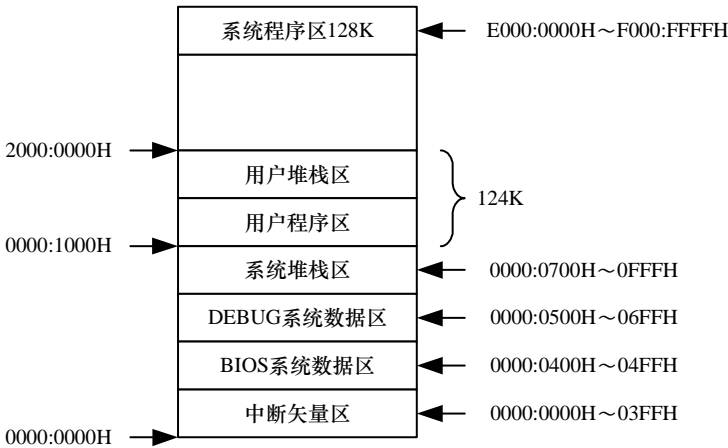 系统程序区128K
E000:0000H～F000:FFFFH
2000:0000H
用户堆栈区
124K
用户程序区
0000:1000H
系统堆栈区
0000:0700H～0FFFH
DEBUG系统数据区
0000:0500H～06FFH
BIOS系统数据区
0000:0400H～04FFH
中断矢量区
0000:0000H～03FFH
0000:0000H